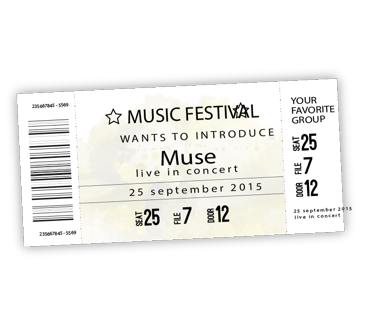 235667845 - 5569
MUSIC FESTIVAL
WANTS TO INTRODUCE
Muse
live in concert
25 september 2015
SEAT 25 FILE 7 DOOR 12
235667845 - 5569
YOUR
FAVORITE
GROUP
SEAT 25
FILE 7
DOOR 12
25 september 2015
live in concert